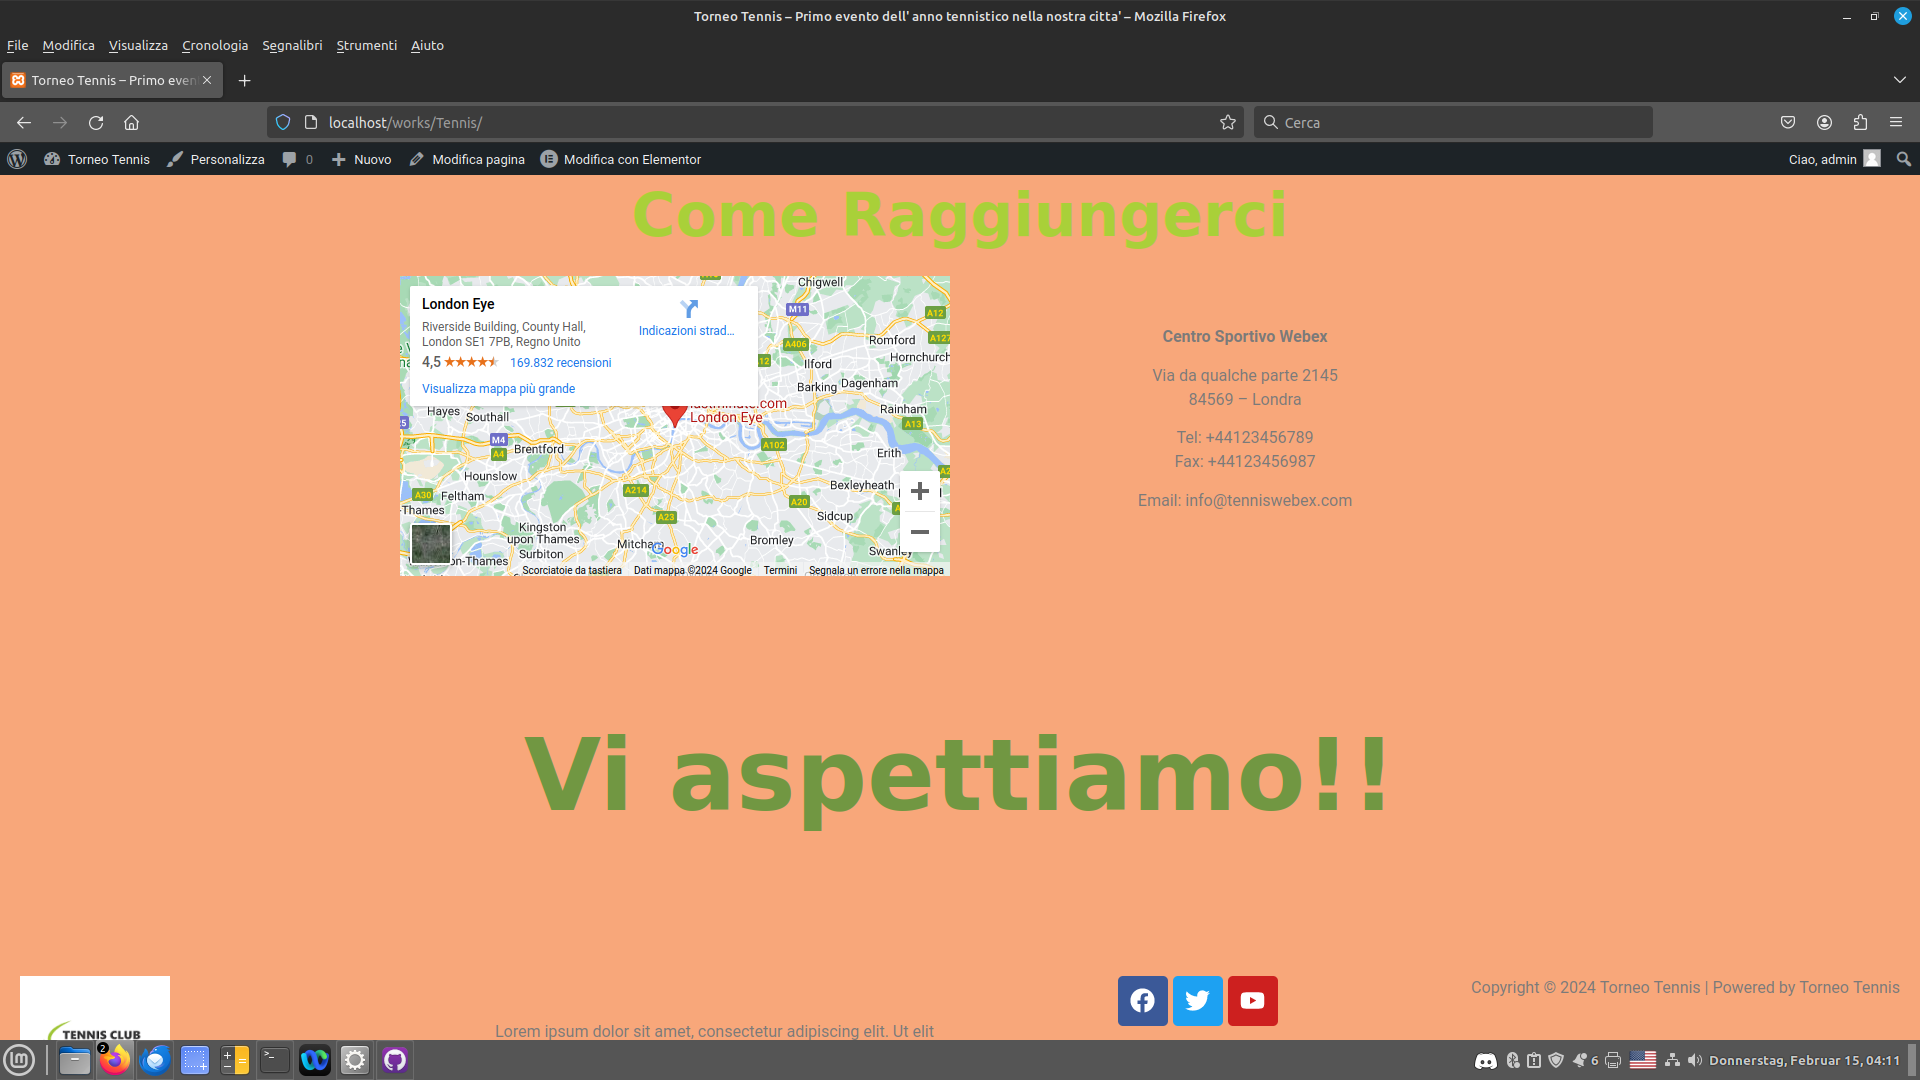 Torneo Tennis – Primo evento dell' anno tennistico nella nostra citta' – Mozilla Firefox
File Modifica Visualizza Cronologia Segnalibri Strumenti Aiuto
Torneo Tennis – Primo even
localhost/works/Tennis/
Cerca
Torneo Tennis Personalizza 0 Nuovo Modifica pagina Modifica con Elementor Ciao, admin
Come Raggiungerci
London Eye
Riverside Building, County Hall,
London SE1 7PB, Regno Unito
4,5 169.832 recensioni
Visualizza mappa più grande
Indicazioni strad...
Chigwell
M11
A12
A127
A406
Romford
Hornchurch
Ilford
A12
Barking
Dagenham
London Eye
Hayes
Southall
Rainham
A13
M4
A4
Brentford
A102
Erith
Hounslow
A30
Feltham
A214
Bexleyheath
A20
-Thames
A23
Sidcup
Kingston
upon Thames
Surbiton
Mitcham
Google
Bromley
Swanley
on-Thames
Scorciatoie da tastiera Dati mappa ©2024 Google Termini Segnala un errore nella mappa
Centro Sportivo Webex
Via da qualche parte 2145
84569 – Londra
Tel: +44123456789
Fax: +44123456987
Email: info@tenniswebex.com
Vi aspettiamo!!
TENNIS CLUB
Lorem ipsum dolor sit amet, consectetur adipiscing elit. Ut elit
Copyright © 2024 Torneo Tennis | Powered by Torneo Tennis
2
6
Donnerstag, Februar 15, 04:11